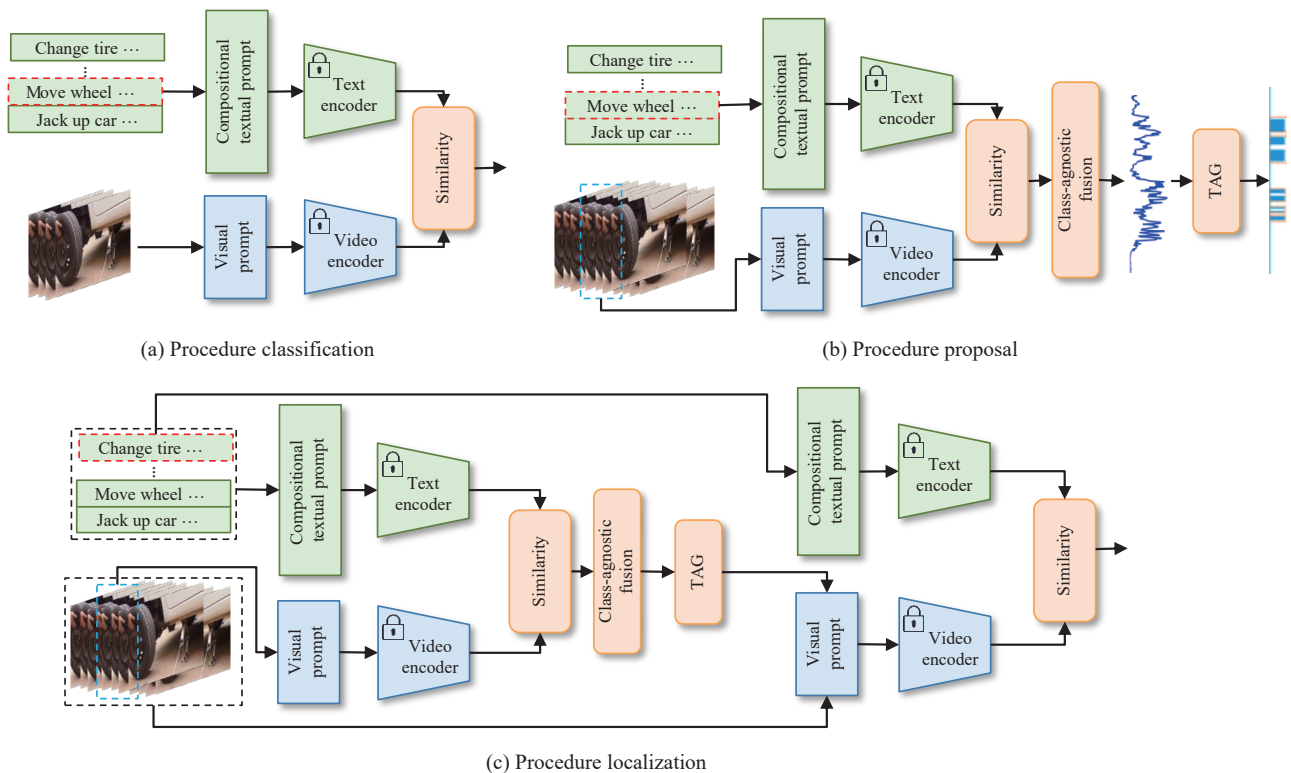 Change tire ⋯
⋮
Move wheel ⋯
Jack up car ⋯
Compositional
textual prompt
Text
encoder
Similarity
Visual
prompt
Video
encoder
(a) Procedure classification
Change tire ⋯
⋮
Move wheel ⋯
Jack up car ⋯
Compositional
textual prompt
Text
encoder
Similarity
Class-agnostic
fusion
TAG
Visual
prompt
Video
encoder
(b) Procedure proposal
Change tire ⋯
⋮
Move wheel ⋯
Jack up car ⋯
Compositional
textual prompt
Text
encoder
Similarity
Class-agnostic
fusion
TAG
Visual
prompt
Video
encoder
Compositional
textual prompt
Text
encoder
Similarity
Visual
prompt
Video
encoder
(c) Procedure localization